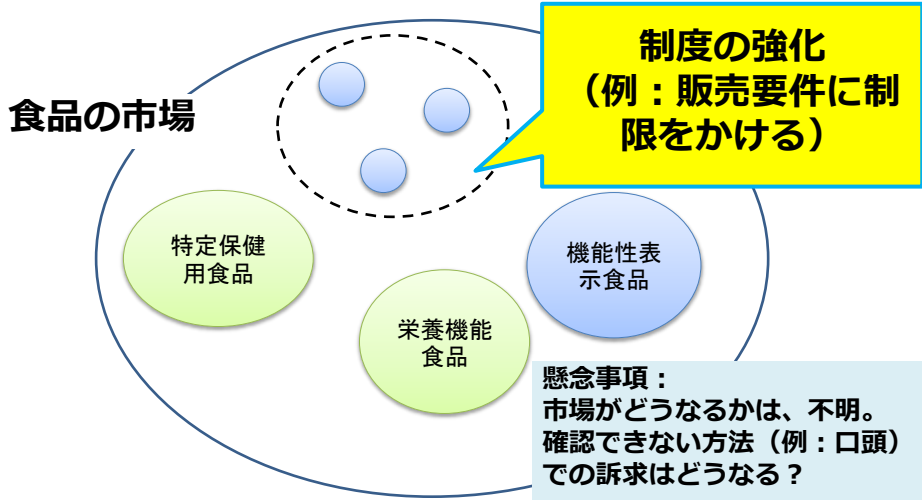 制度の強化
（例：販売要件に制
限をかける）
食品の市場
特定保健
用食品
機能性表
示食品
栄養機能
食品
懸念事項：
市場がどうなるかは、不明。
確認できない方法（例：口頭）
での訴求はどうなる？